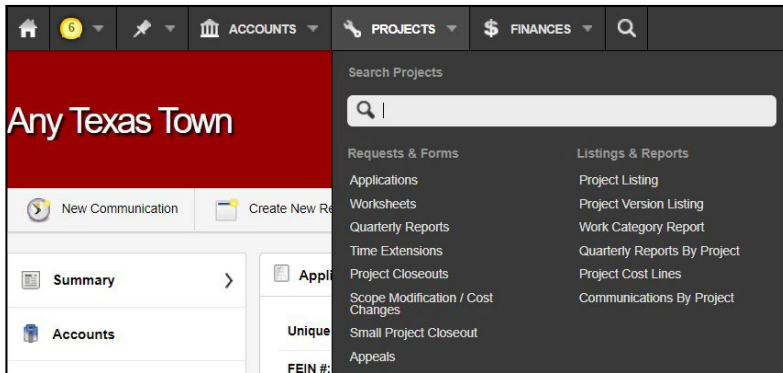 6 ACCOUNTS PROJECTS $ FINANCES
Search Projects
Any Texas Town
Requests & Forms Listings & Reports
Applications Project Listing
New Communication Create New Re Worksheets Project Version Listing
Quarterly Reports Work Category Report
Time Extensions Quarterly Reports By Project
Summary Appli Project Closeouts Project Cost Lines
Scope Modification / Cost Communications By Project
Changes
Accounts Unique Small Project Closeout
Appeals
FEIN #: